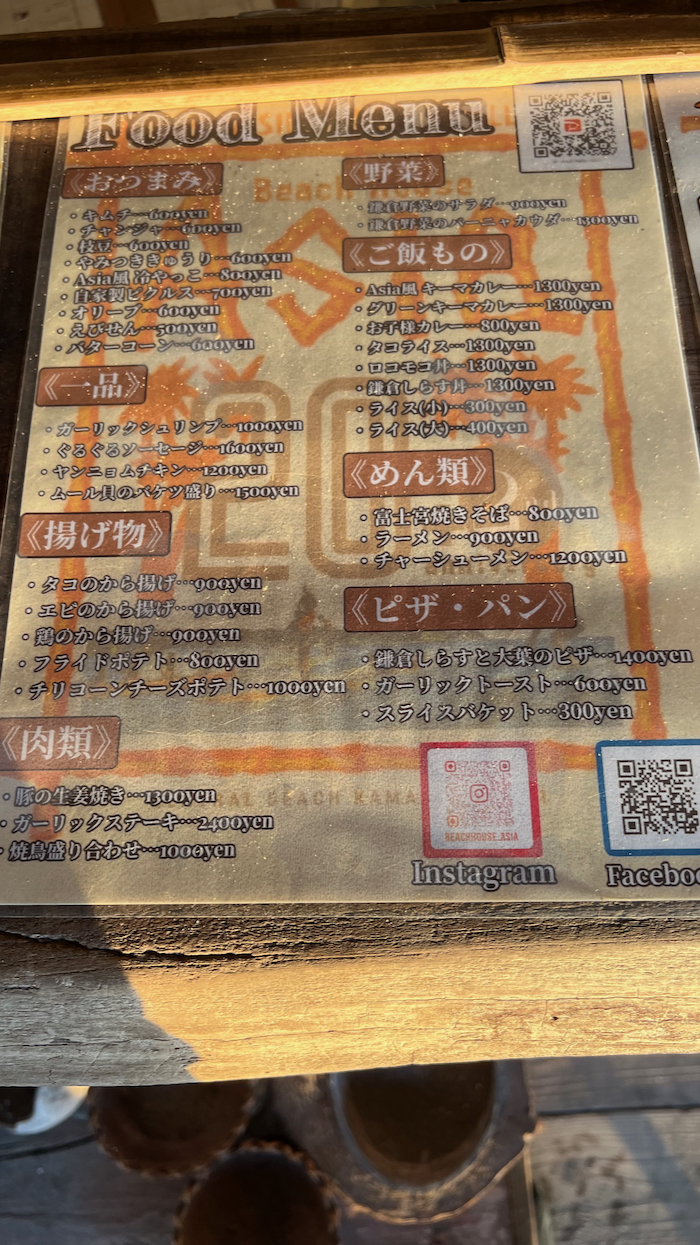 Food Menu
《おつまみ》
・キムチ…600yen
・チャンジャ…600yen
・枝豆…600yen
・やみつききゅうり…600yen
・Asia風 冷やっこ…800yen
・自家製ピクルス…700yen
・オリーブ…600yen
・えびせん…500yen
・バターコーン…600yen
《一品》
・ガーリックシュリンプ…1000yen
・ぐるぐるソーセージ…1600yen
・ヤンニョムチキン…1200yen
・ムール貝のバケツ盛り…1500yen
《揚げ物》
・タコのから揚げ…900yen
・エビのから揚げ…900yen
・鶏のから揚げ…900yen
・フライドポテト…800yen
・チリコーンチーズポテト…1000yen
《肉類》
・豚の生姜焼き…1300yen
・ガーリックステーキ…2400yen
・焼鳥盛り合わせ…1000yen
《野菜》
・鎌倉野菜のサラダ…900yen
・鎌倉野菜のバーニャカウダ…1300yen
《ご飯もの》
・Asia風 キーマカレー…1300yen
・グリーンキーマカレー…1300yen
・お子様カレー…800yen
・タコライス…1300yen
・ロコモコ丼…1300yen
・鎌倉しらす丼…1300yen
・ライス(小)…300yen
・ライス(大)…400yen
《めん類》
・富士宮焼きそば…800yen
・ラーメン…900yen
・チャーシューメン…1200yen
《ピザ・パン》
・鎌倉しらすと大葉のピザ…1400yen
・ガーリックトースト…600yen
・スライスバケット…300yen
Beach House
BEACH KAMA
BEACHHOUSE.ASIA
Instagram
Faceboo